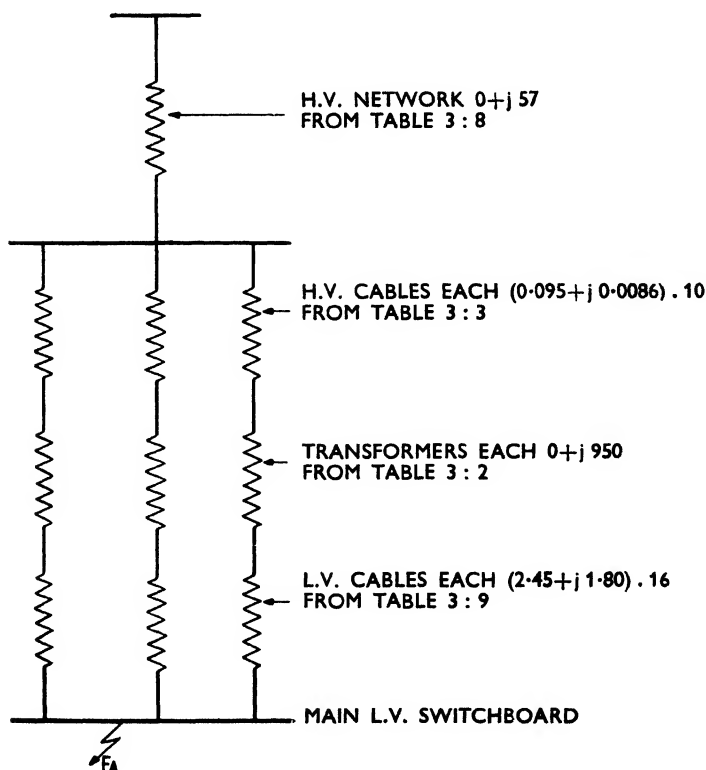 H.V. NETWORK 0+j 57
FROM TABLE 3 : 8
H.V. CABLES EACH (0·095+j 0·0086) . 10
FROM TABLE 3 : 3
TRANSFORMERS EACH 0+j 950
FROM TABLE 3 : 2
L.V. CABLES EACH (2·45+j 1·80) . 16
FROM TABLE 3 : 9
MAIN L.V. SWITCHBOARD
FA